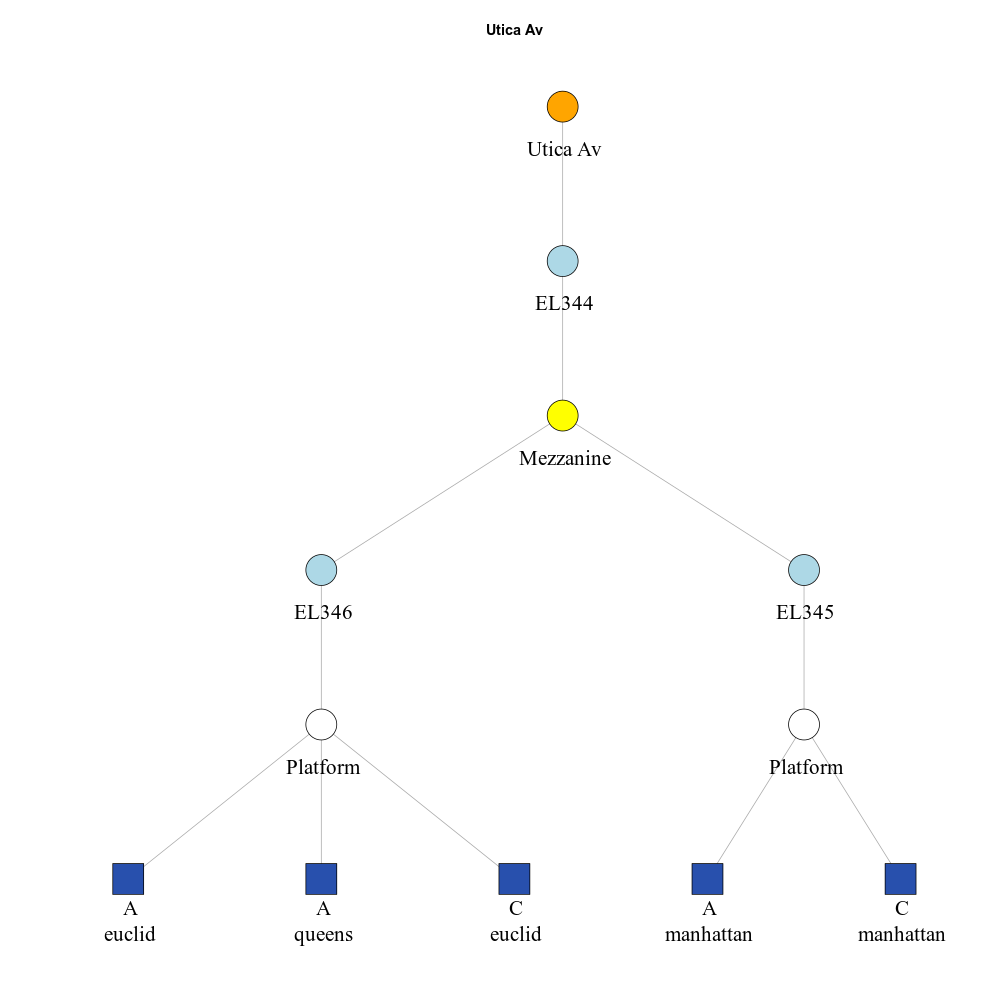 Utica Av
Utica Av
EL344
Mezzanine
EL346
EL345
Platform
Platform
A
euclid
A
queens
C
euclid
A
manhattan
C
manhattan